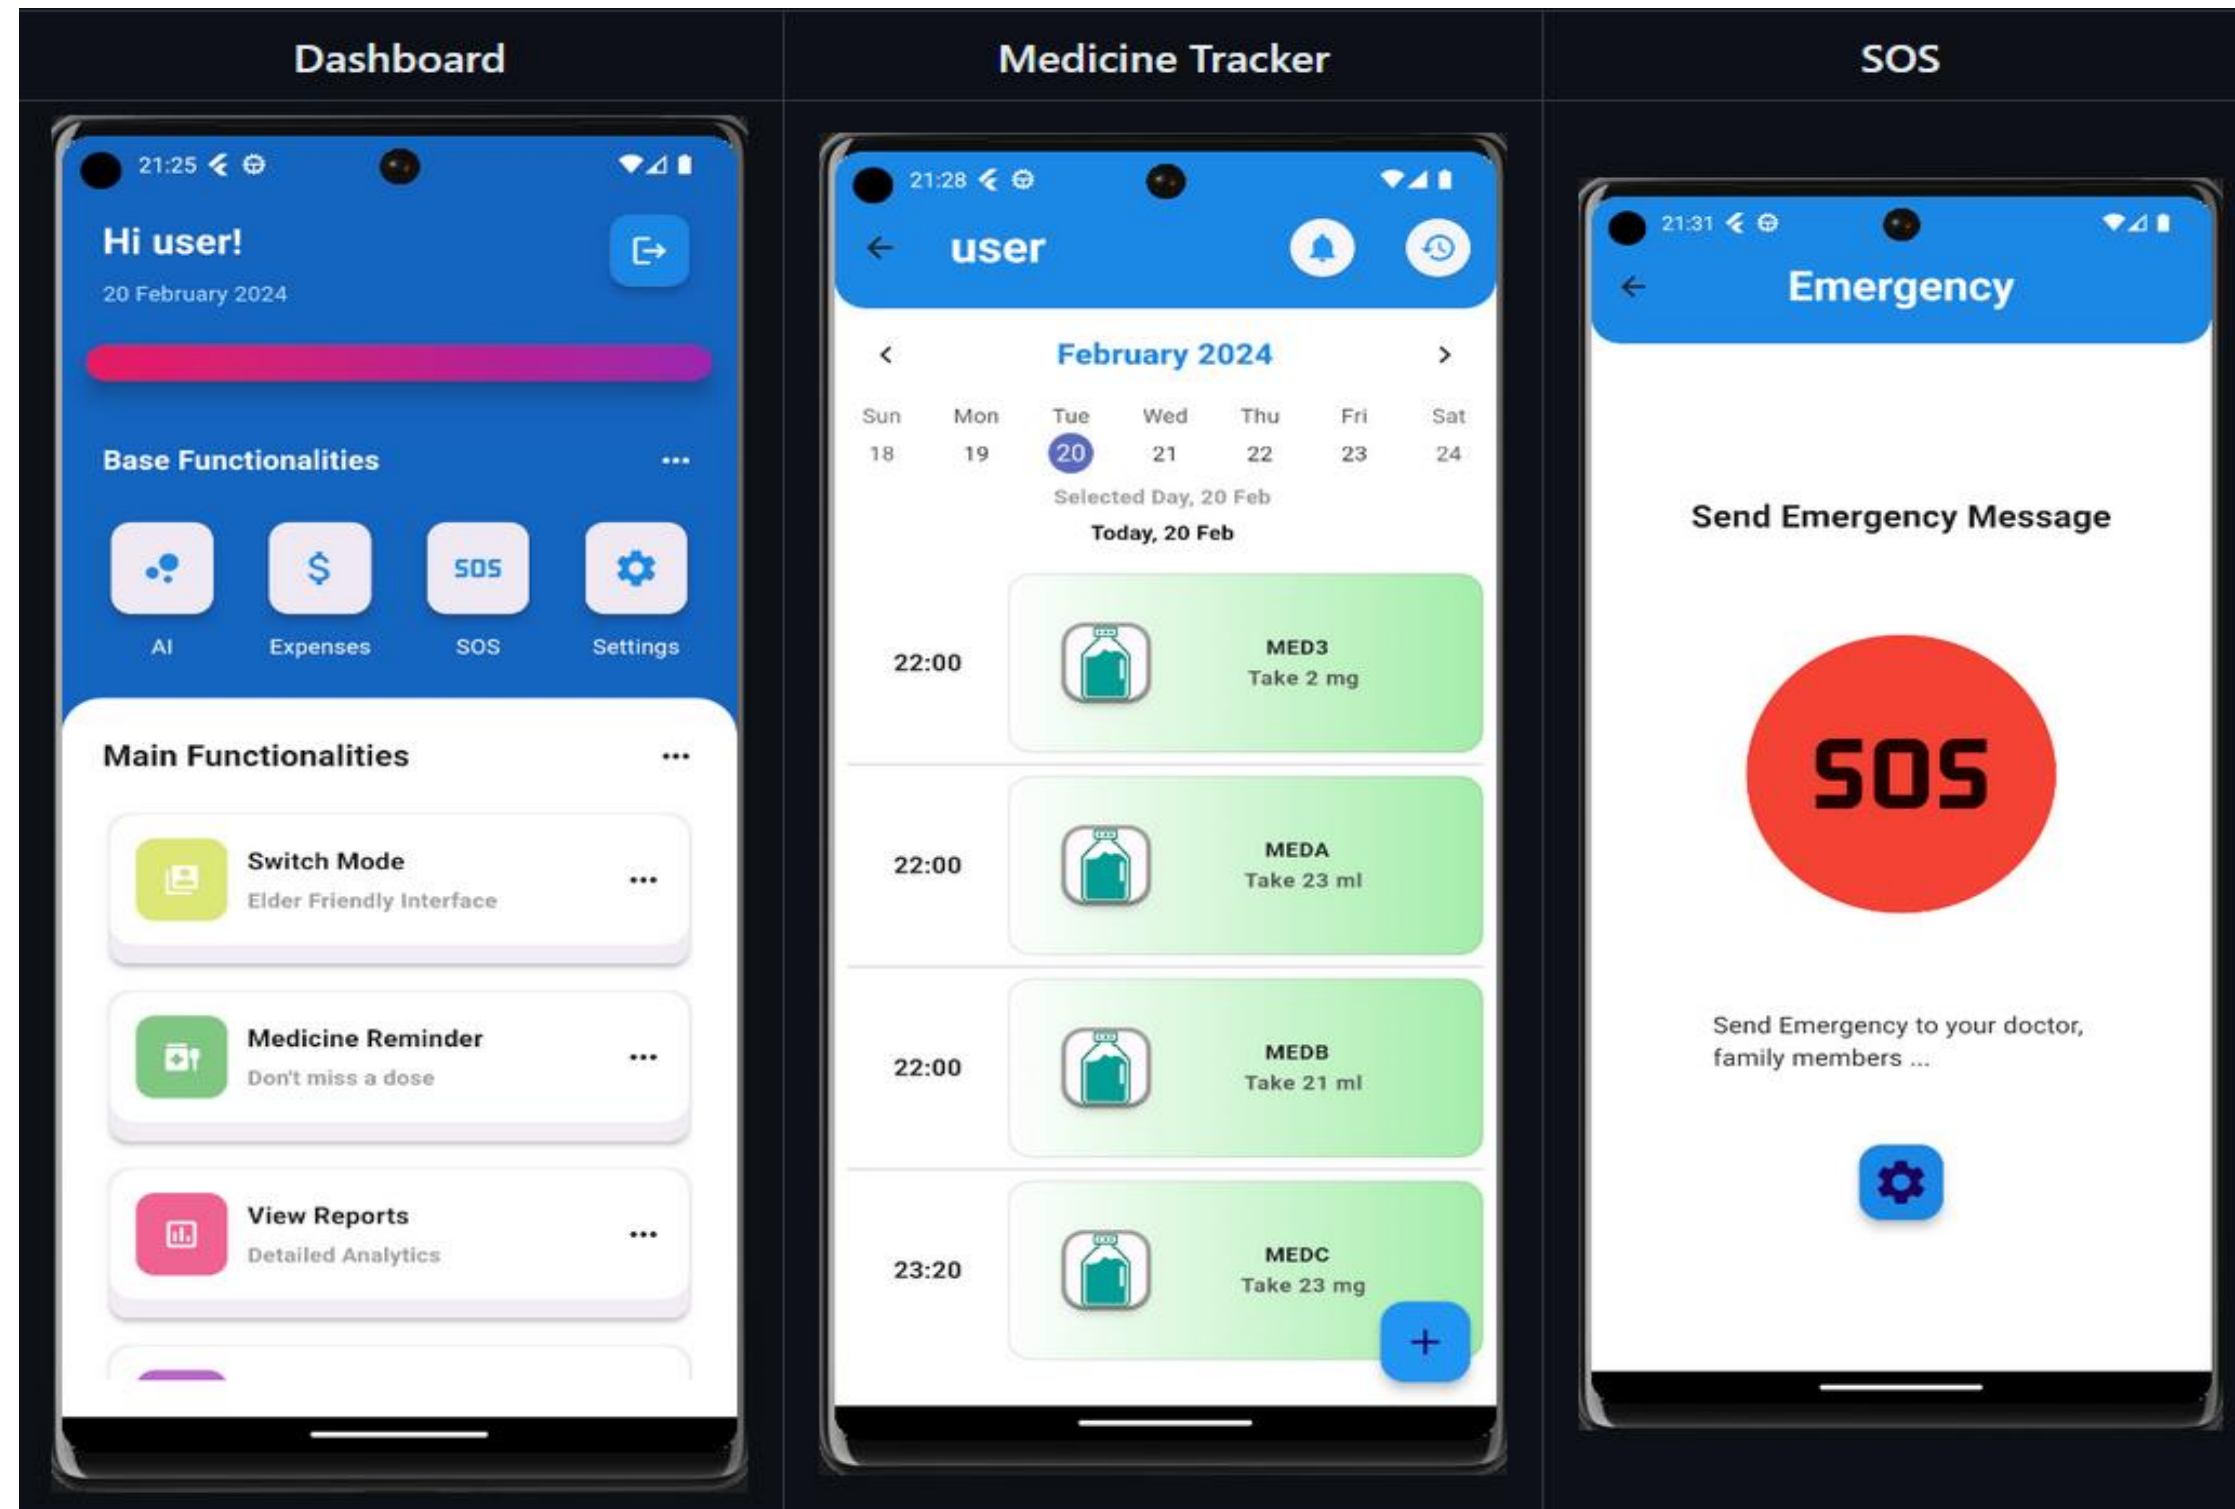 Dashboard
Medicine Tracker
SOS
21:25
Hi user!
20 February 2024
Base Functionalities
...
SOS
AI
Expenses
SOS
Settings
Main Functionalities
...
Switch Mode
Elder Friendly Interface
...
Medicine Reminder
Don't miss a dose
...
View Reports
Detailed Analytics
...
21:28
user
February 2024
Sun Mon Tue Wed Thu Fri Sat
18 19 20 21 22 23 24
Selected Day, 20 Feb
Today, 20 Feb
22:00
MED3
Take 2 mg
22:00
MEDA
Take 23 ml
22:00
MEDB
Take 21 ml
23:20
MEDC
Take 23 mg
+
21:31
Emergency
Send Emergency Message
SOS
Send Emergency to your doctor,
family members ...